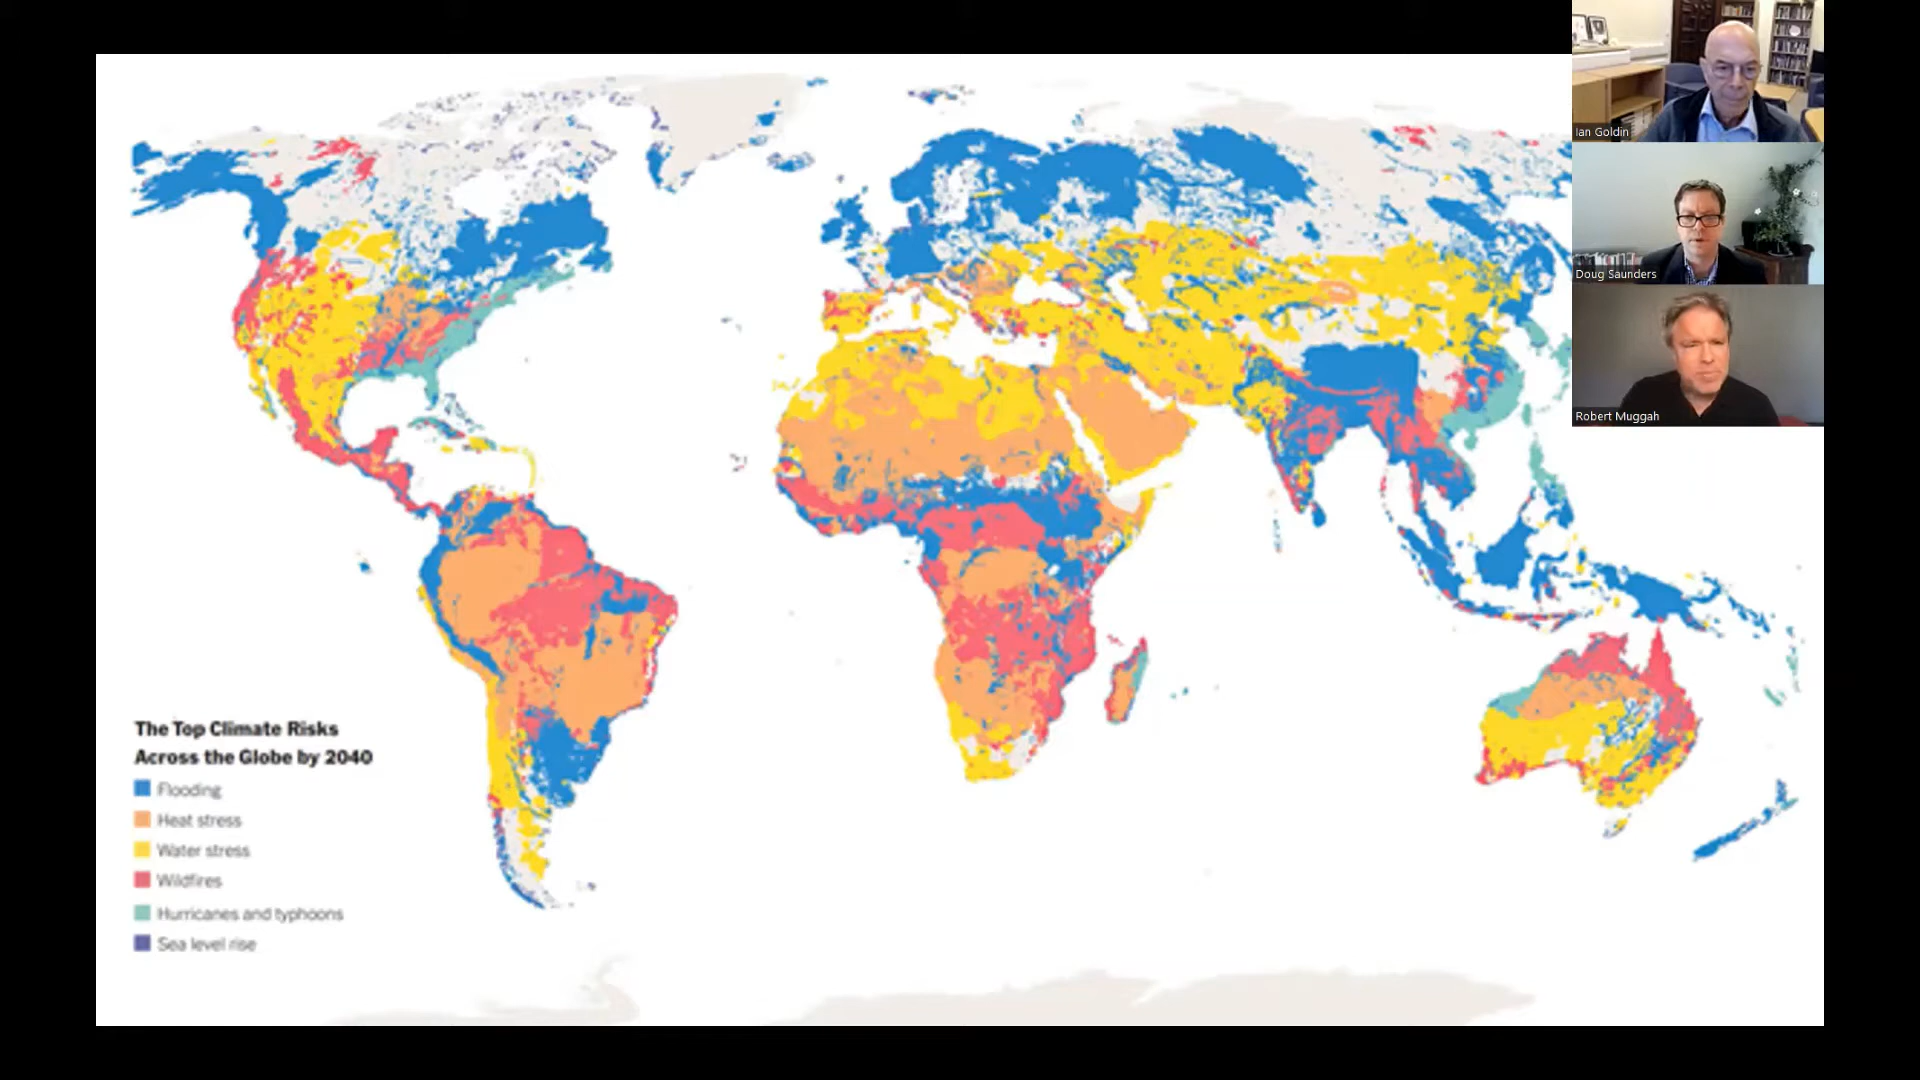 Ian Goldin
Doug Saunders
Robert Muggah
The Top Climate Risks
Across the Globe by 2040
Flooding
Heat stress
Water stress
Wildfires
Hurricanes and typhoons
Sea level rise